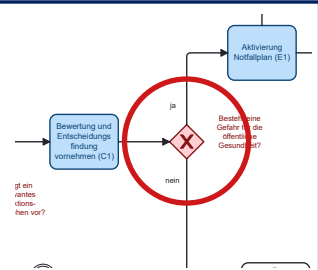 Aktivierung
Notfallplan (E1)
ja
Bewertung und
Entscheidungs
findung
vornehmen (C1)
X
Besteht eine
Gefahr für die
öffentliche
Gesundheit?
nein
gt ein
vantes
ktions-
hen vor?